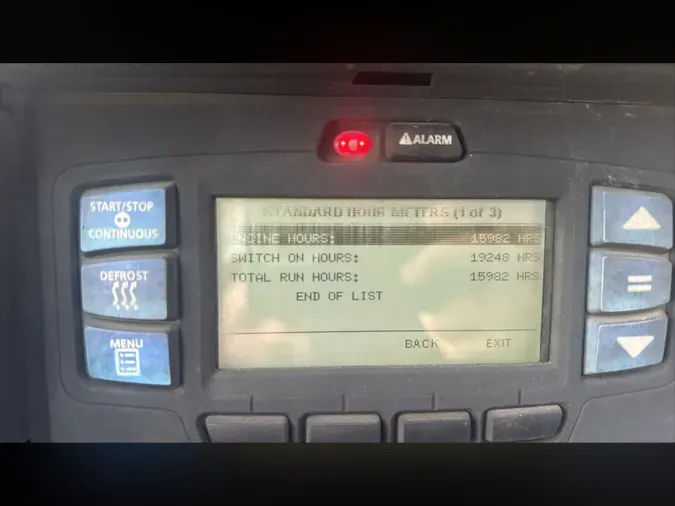 ALARM
START/STOP
CONTINUOUS
DEFROST
MENU
STANDARD HOUR METERS (1 of 3)
ENGINE HOURS: 15982 HRS
SWITCH ON HOURS: 19248 HRS
TOTAL RUN HOURS: 15982 HRS
END OF LIST
BACK EXIT
=